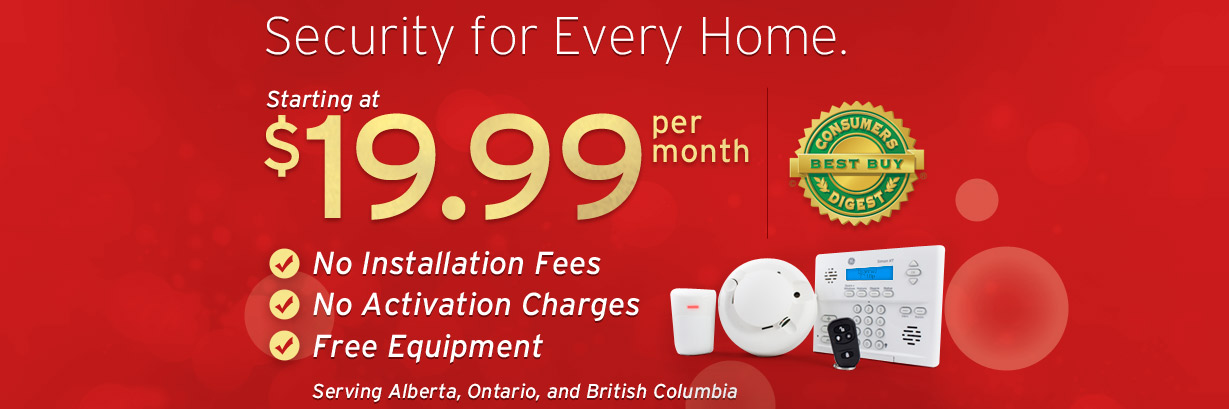 Security for Every Home.
Starting at
$19.99
per
month
CONSUMERS
BEST BUY
DIGEST
No Installation Fees
No Activation Charges
Free Equipment
Serving Alberta, Ontario, and British Columbia